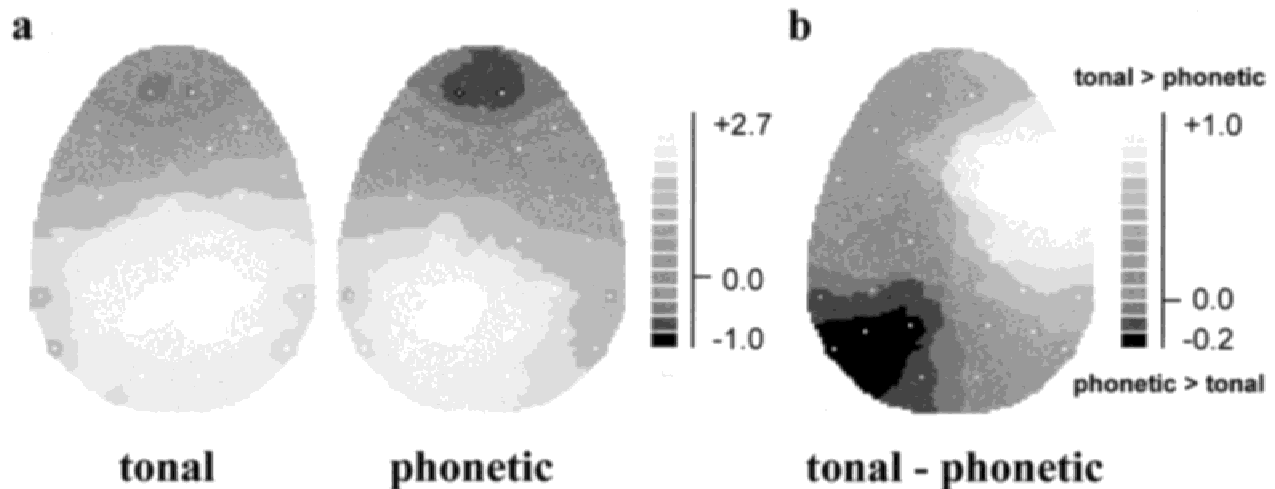 a
b
tonal > phonetic
+2.7
0.0
-1.0
+1.0
0.0
-0.2
phonetic > tonal
tonal
phonetic
tonal - phonetic